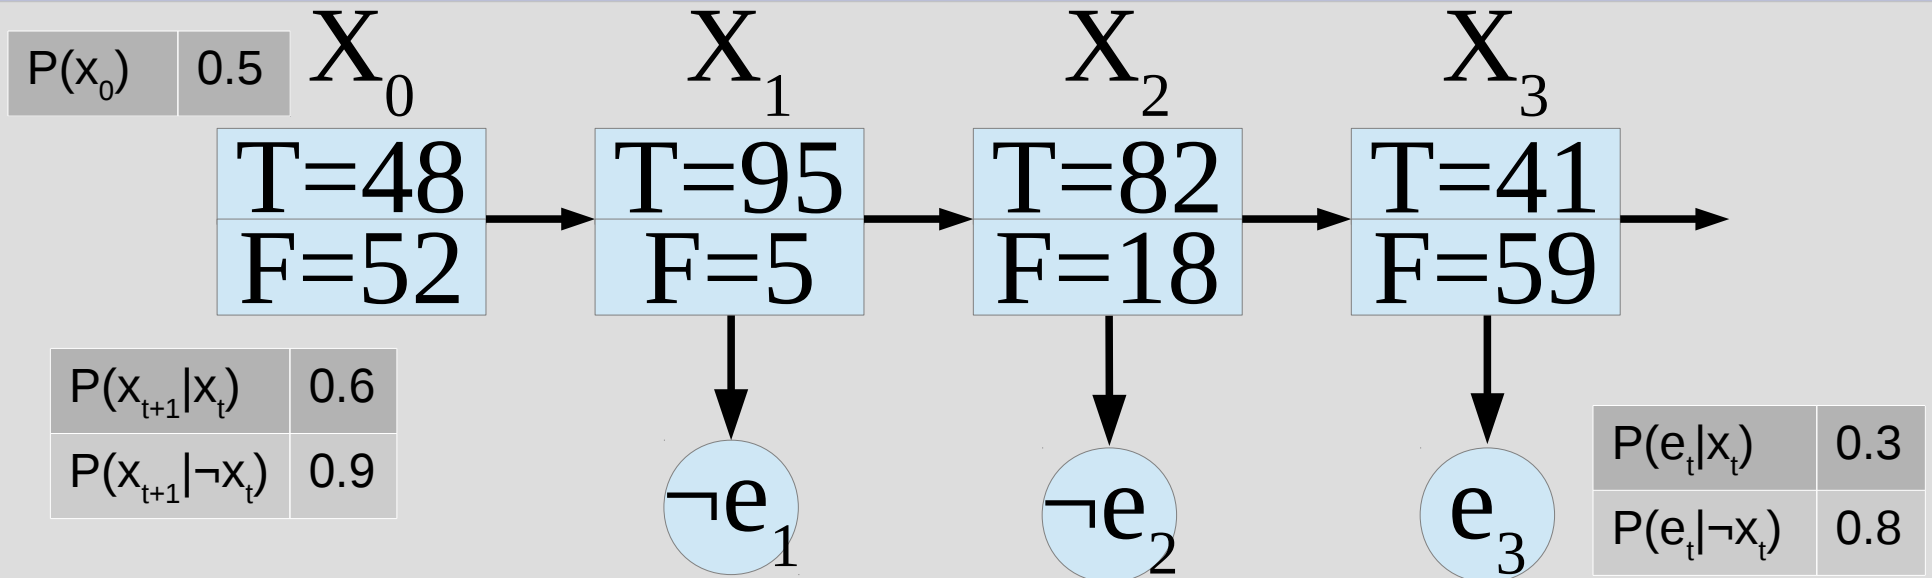 X₀ X₁ X₂ X₃
P(x₀) 0.5
T=48 T=95 T=82 T=41
F=52 F=5 F=18 F=59
P(xₜ₊₁|xₜ) 0.6
P(xₜ₊₁|¬xₜ) 0.9
P(eₜ|xₜ) 0.3
P(eₜ|¬xₜ) 0.8
¬e₁ ¬e₂ e₃